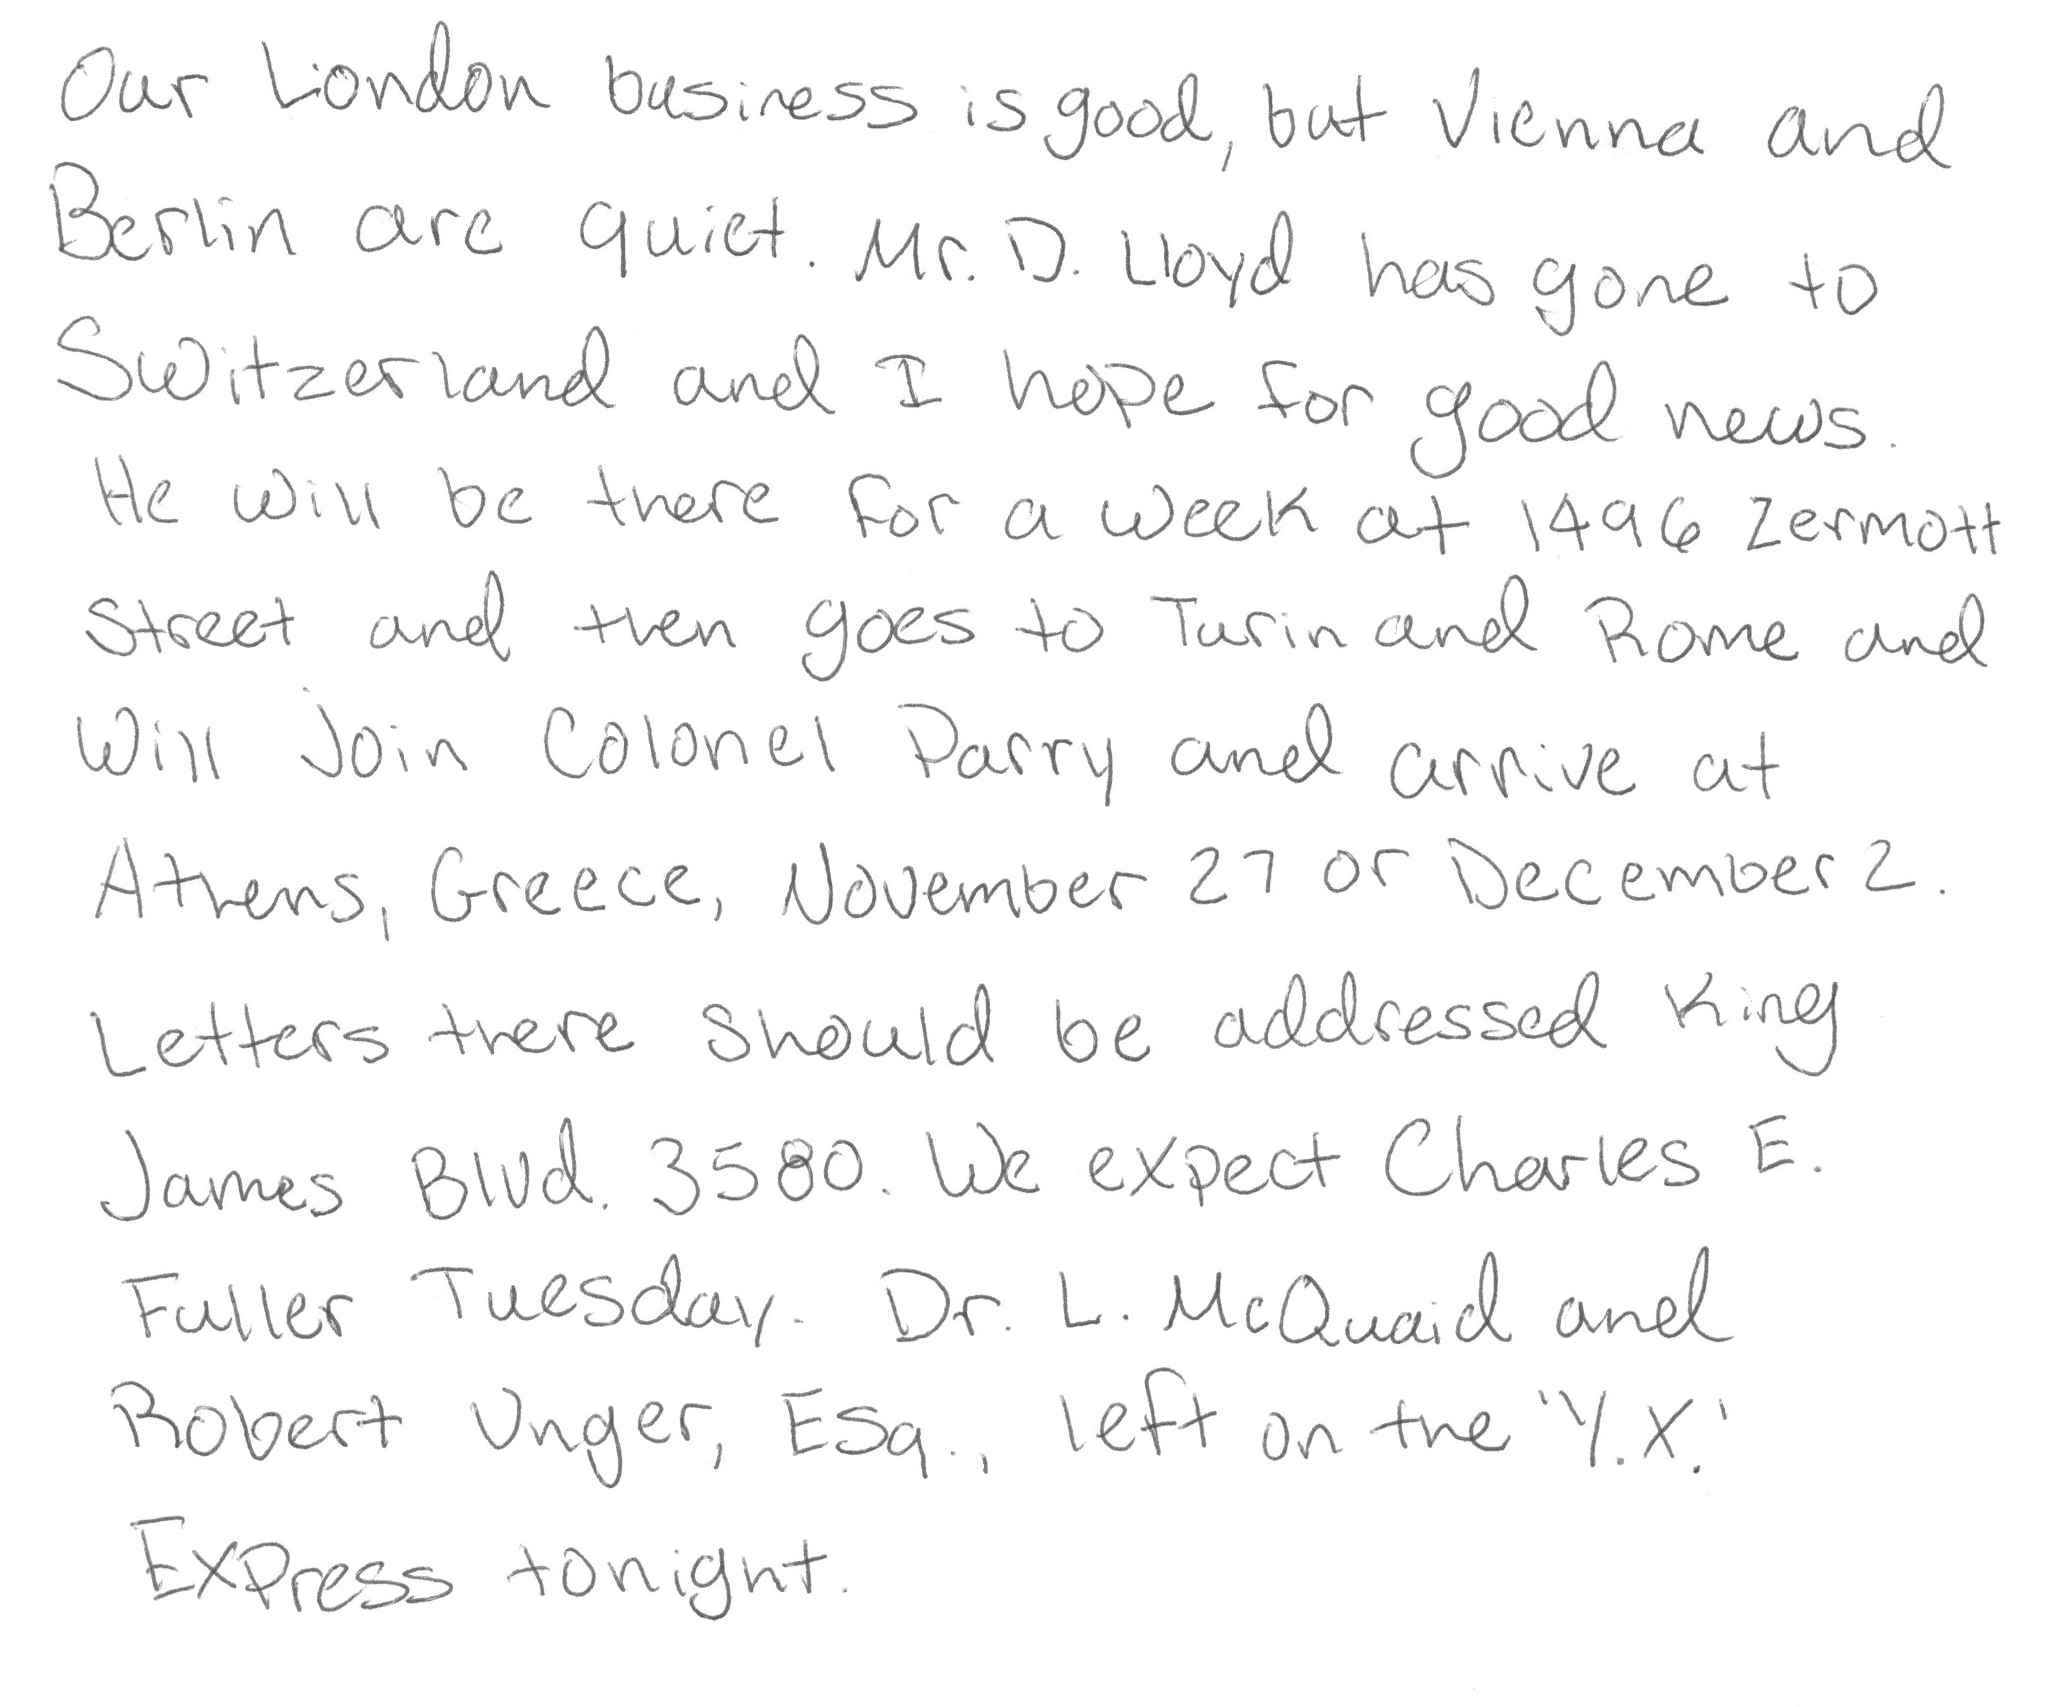 Our London business is good, but Vienna and
Berlin are quiet. Mr. D. Lloyd has gone to
Switzerland and I hope for good news.
He will be there for a week at 1496 Zermott
Street and then goes to Turin and Rome and
will join Colonel Parry and arrive at
Athens, Greece, November 27 or December 2.
Letters there should be addressed King
James Blvd. 3580. We expect Charles E.
Fuller Tuesday. Dr. L. McQuaid and
Robert Unger, Esq., left on the 'Y.X.'
Express tonight.